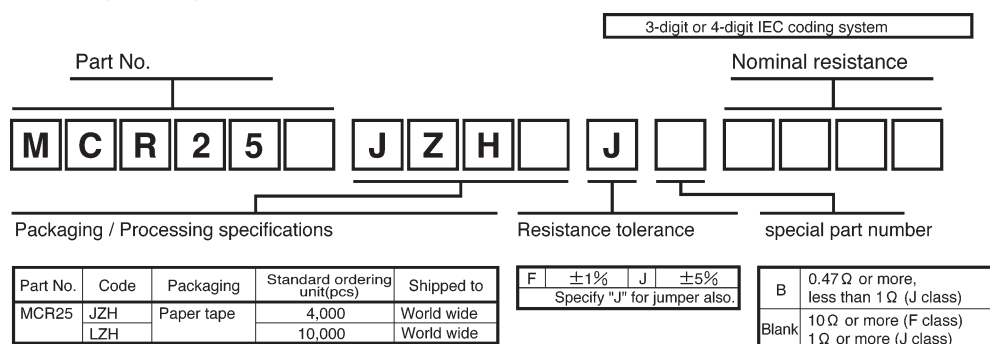 3-digit or 4-digit IEC coding system
Part No.
Nominal resistance
M C R 2 5 J Z H J
Packaging / Processing specifications
Resistance tolerance
special part number
Part No. Code Packaging Standard ordering unit(pcs) Shipped to
MCR25 JZH Paper tape 4,000 World wide
LZH 10,000 World wide
F ±1% J ±5%
Specify "J" for jumper also.
B 0.47Ω or more,
less than 1Ω (J class)
Blank 10Ω or more (F class)
1Ω or more (J class)